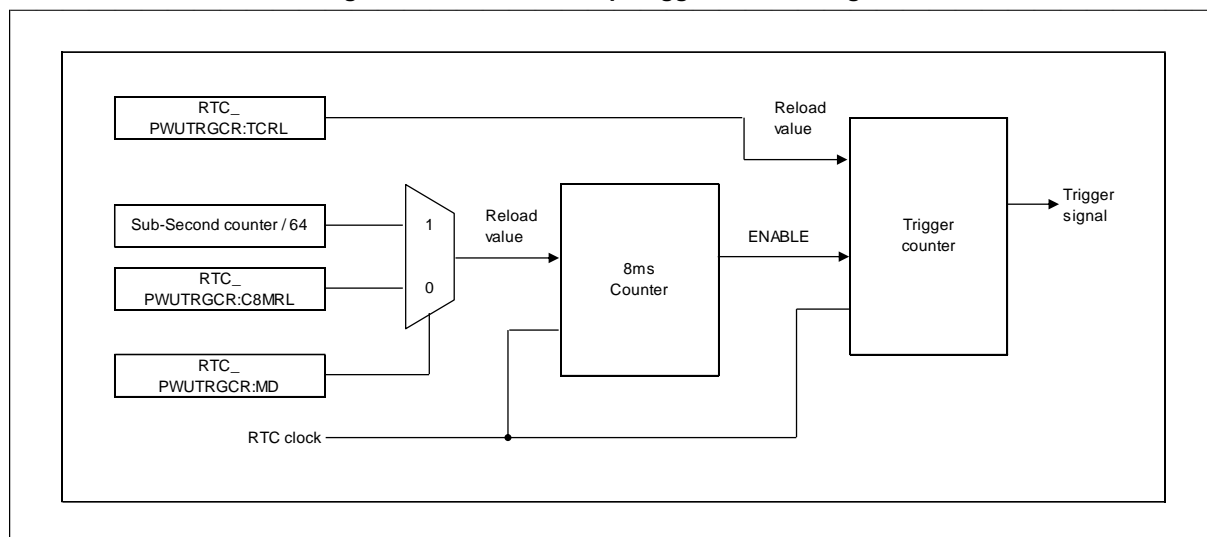 RTC_
PWUTRGCR:TCRL
Reload
value
Sub-Second counter / 64
1
Reload
value
RTC_
PWUTRGCR:C8MRL
0
8ms
Counter
ENABLE
Trigger
counter
Trigger
signal
RTC_
PWUTRGCR:MD
RTC clock